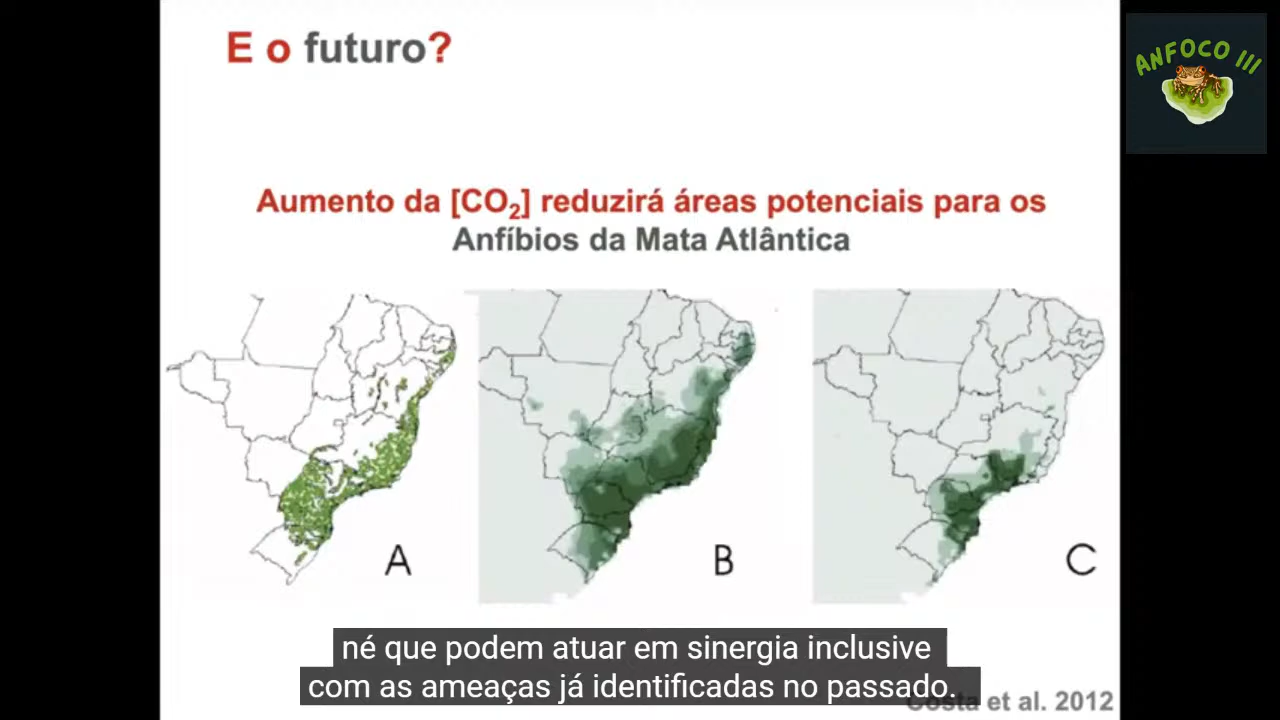 E o futuro?
ANFOCO III
Aumento da [CO₂] reduzirá áreas potenciais para os
Anfíbios da Mata Atlântica
A
B
C
né que podem atuar em sinergia inclusive
com as ameaças já identificadas no passado.
Costa et al. 2012